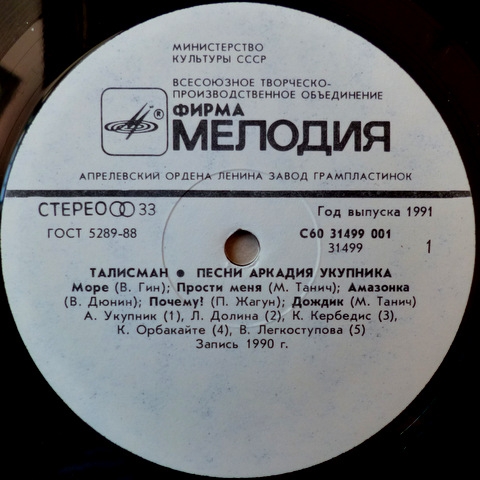 МИНИСТЕРСТВО
КУЛЬТУРЫ СССР
ВСЕСОЮЗНОЕ ТВОРЧЕСКО-
ПРОИЗВОДСТВЕННОЕ ОБЪЕДИНЕНИЕ
®
ФИРМА
МЕЛОДИЯ
АПРЕЛЕВСКИЙ ОРДЕНА ЛЕНИНА ЗАВОД ГРАМПЛАСТИНОК
СТЕРЕО 33
Год выпуска 1991
ГОСТ 5289-88
С60 31499 001
31499
1
ТАЛИСМАН ● ПЕСНИ АРКАДИЯ УКУПНИКА
Море (В. Гин); Прости меня (М. Танич); Амазонка
(В. Дюнин); Почему! (П. Жагун); Дождик (М. Танич)
А. Укупник (1), Л. Долина (2), К. Кербедис (3),
К. Орбакайте (4), В. Легкоступова (5)
Запись 1990 г.